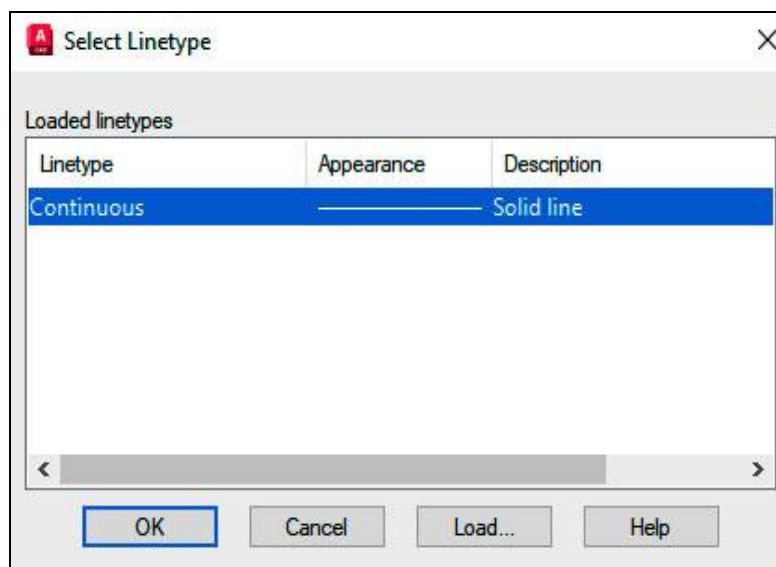 Select Linetype
Loaded linetypes
Linetype Appearance Description
Continuous Solid line
OK Cancel Load... Help